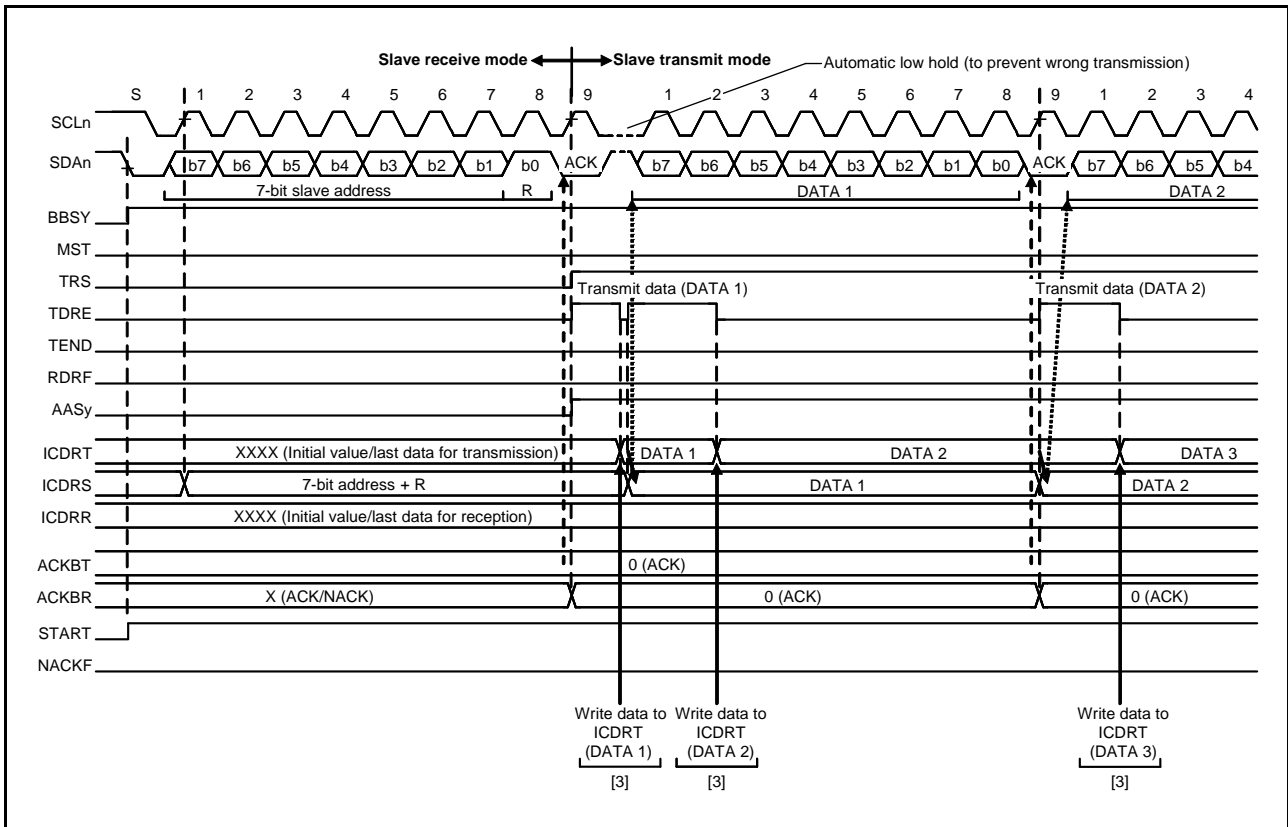 Slave receive mode Slave transmit mode
Automatic low hold (to prevent wrong transmission)
S 1 2 3 4 5 6 7 8 9 1 2 3 4 5 6 7 8 9 1 2 3 4
SCLn
SDAn b7 b6 b5 b4 b3 b2 b1 b0 ACK b7 b6 b5 b4 b3 b2 b1 b0 ACK b7 b6 b5 b4
7-bit slave address R DATA 1 DATA 2
BBSY
MST
TRS
Transmit data (DATA 1) Transmit data (DATA 2)
TDRE
TEND
RDRF
AASy
ICDRT XXXX (Initial value/last data for transmission) DATA 1 DATA 2 DATA 3
ICDRS 7-bit address + R DATA 1 DATA 2
ICDRR XXXX (Initial value/last data for reception)
ACKBT 0 (ACK)
ACKBR X (ACK/NACK) 0 (ACK) 0 (ACK)
START
NACKF
Write data to Write data to Write data to
ICDRT ICDRT ICDRT
(DATA 1) (DATA 2) (DATA 3)
[3] [3] [3]